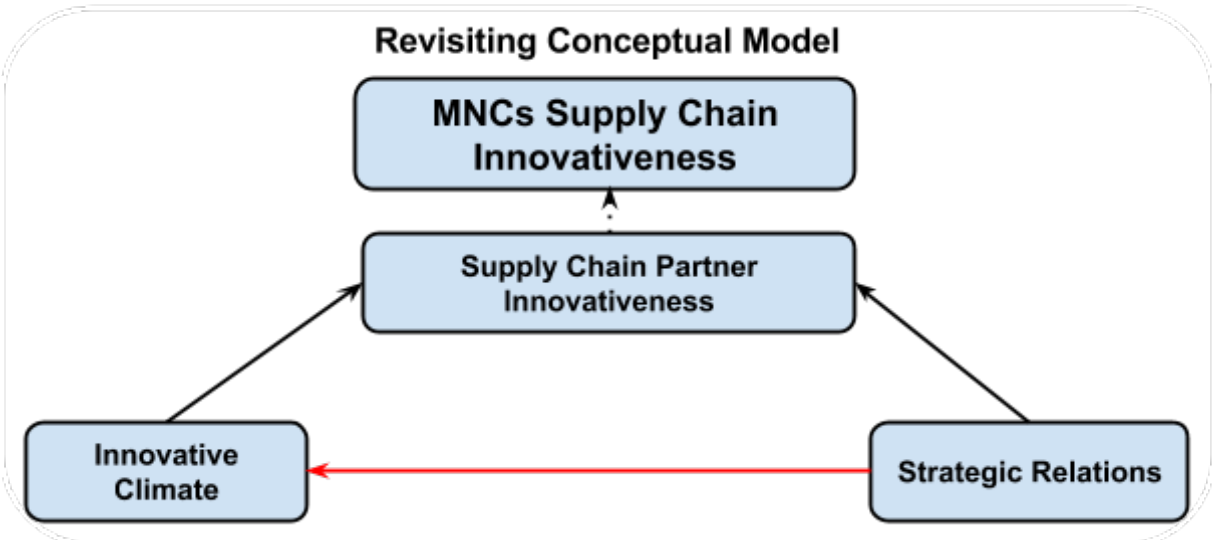 Revisiting Conceptual Model
MNCs Supply Chain
Innovativeness
Supply Chain Partner
Innovativeness
Innovative
Climate
Strategic Relations